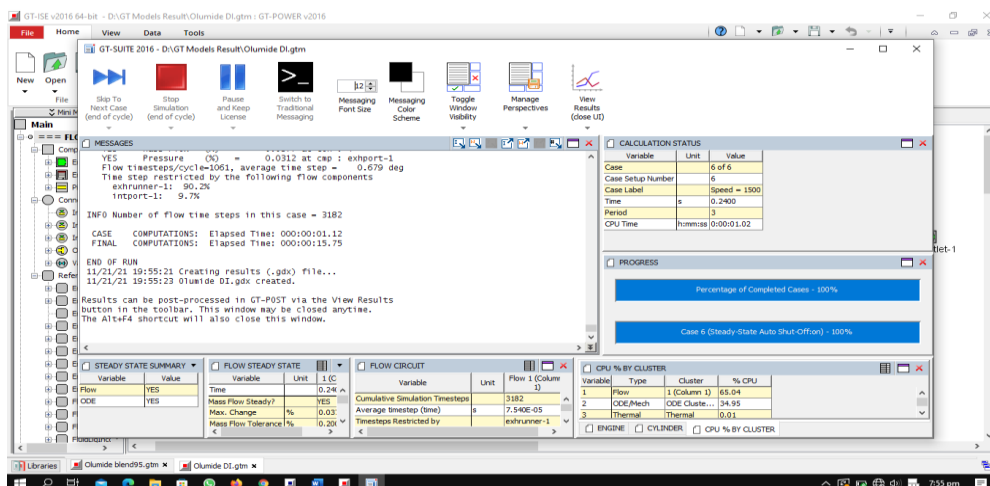 GT-ISE v2016 64-bit - D:\GT Models Result\Olumide DI.gtm : GT-POWER v2016
File Home View Data Tools
GT-SUITE 2016 - D:\GT Models Result\Olumide DI.gtm
New Open
File
Skip To Next Case (end of cycle)
Stop Simulation (end of cycle)
Pause and Keep License
Switch to Traditional Messaging
12
Messaging Font Size
Messaging Color Scheme
Toggle Window Visibility
Manage Perspectives
View Results (close UI)
Main
MESSAGES
YES Pressure (%) = 0.0312 at cmp : exhport-1
Flow timesteps/cycle=1061, average time step = 0.679 deg
Time step restricted by the following flow components
exhrunner-1: 90.2%
intport-1: 9.7%
INFO Number of flow time steps in this case = 3182
CASE COMPUTATIONS: Elapsed Time: 000:00:01.12
FINAL COMPUTATIONS: Elapsed Time: 000:00:15.75
END OF RUN
11/21/21 19:55:21 Creating results (.gdx) file...
11/21/21 19:55:23 Olumide DI.gdx created.
Results can be post-processed in GT-POST via the View Results
button in the toolbar. This window may be closed anytime.
The Alt+F4 shortcut will also close this window.
CALCULATION STATUS
Variable Unit Value
Case 6 of 6
Case Setup Number 6
Case Label Speed = 1500
Time s 0.2400
Period 3
CPU Time h:mm:ss 0:00:01.02
tlet-1
PROGRESS
Percentage of Completed Cases - 100%
Case 6 (Steady-State Auto Shut-Off:on) - 100%
STEADY STATE SUMMARY
Variable Value
Flow YES
ODE YES
FLOW STEADY STATE
Variable Unit 1 (C
Time 0.24
Mass Flow Steady? YES
Max. Change % 0.03
Mass Flow Tolerance % 0.20
FLOW CIRCUIT
Variable Unit Flow 1 (Column 1)
Cumulative Simulation Timesteps 3182
Average timestep (time) s 7.540E-05
Timesteps Restricted by exhrunner-1
CPU % BY CLUSTER
Variable Type Cluster % CPU
1 Flow 1 (Column 1) 65.04
2 ODE/Mech ODE Cluste... 34.95
3 Thermal Thermal 0.01
ENGINE CYLINDER CPU % BY CLUSTER
Libraries Olumide blend95.gtm Olumide DI.gtm
7:55 pm